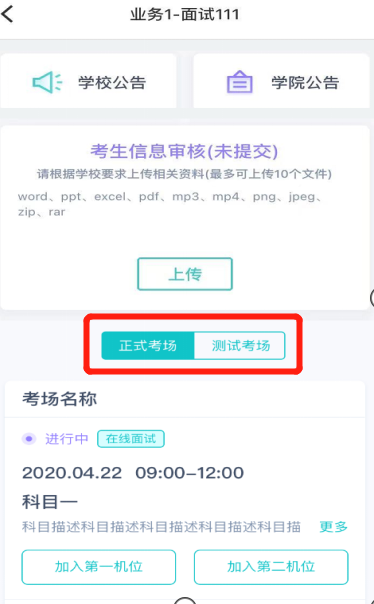 业务1-面试111
学校公告 学院公告
考生信息审核(未提交)
请根据学校要求上传相关资料(最多可上传10个文件)
word、ppt、excel、pdf、mp3、mp4、png、jpeg、
zip、rar
上传
正式考场 测试考场
考场名称
进行中 在线面试
2020.04.22 09:00-12:00
科目一
科目描述科目描述科目描述科目描述科目描 更多
加入第一机位 加入第二机位